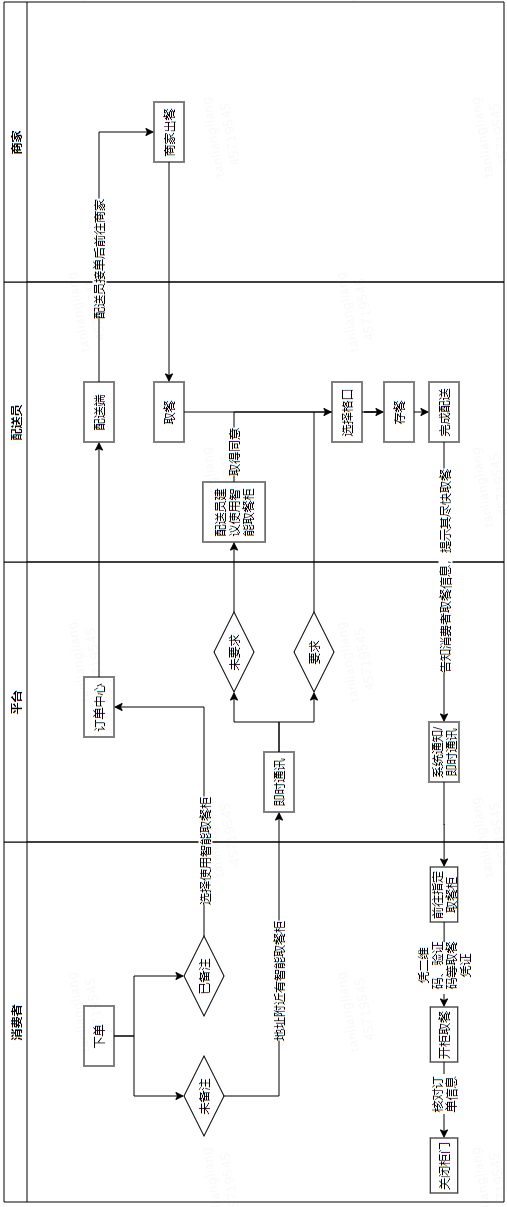 消费者
平台
配送员
商家
下单
已备注
未备注
选择使用智能取餐柜
订单中心
配送端
配送员接单后前往商家
商家出餐
取餐
地址附近有智能取餐柜
即时通讯
未要求
要求
配送员建
议使用智
能取餐柜
取得同意
选择格口
存餐
完成配送
告知消费者取餐信息，提示其尽快取餐
系统通知/
即时通讯
前往指定
取餐柜
凭二维
码、验证
码等取餐
凭证
开柜取餐
核对订
单信息
关闭柜门